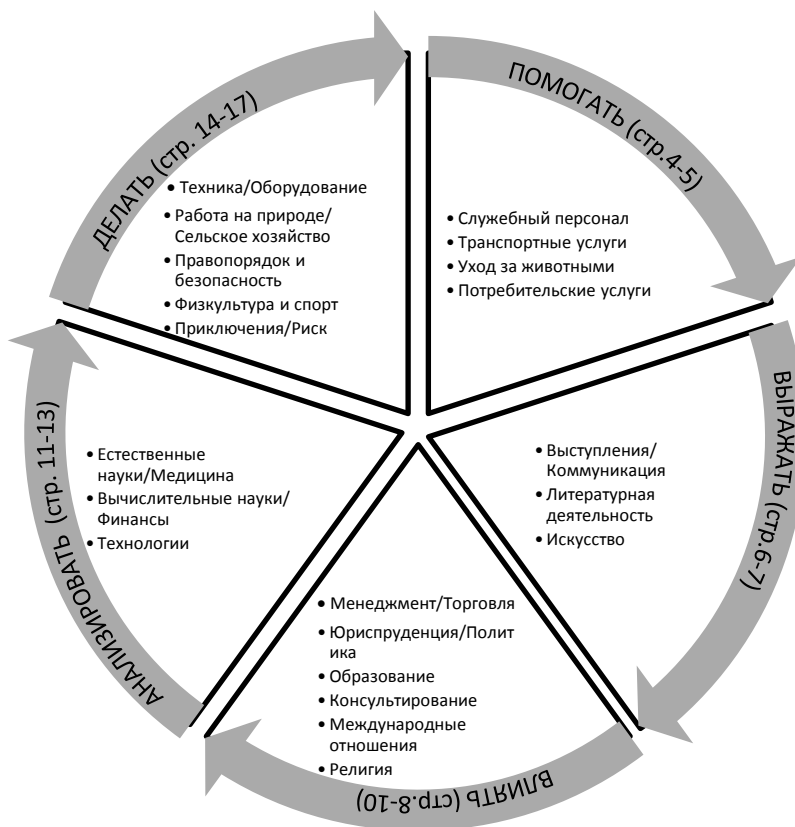 ПОМОГАТЬ (стр.4-5)
• Служебный персонал
• Транспортные услуги
• Уход за животными
• Потребительские услуги
ВЫРАЖАТЬ (стр.6-7)
• Выступления/
Коммуникация
• Литературная
деятельность
• Искусство
ВЛИЯТЬ (стр.8-10)
• Менеджмент/Торговля
• Юриспруденция/Полит
ика
• Образование
• Консультирование
• Международные
отношения
• Религия
АНАЛИЗИРОВАТЬ (стр. 11-13)
• Естественные
науки/Медицина
• Вычислительные науки/
Финансы
• Технологии
ДЕЛАТЬ (стр. 14-17)
• Техника/Оборудование
• Работа на природе/
Сельское хозяйство
• Правопорядок и
безопасность
• Физкультура и спорт
• Приключения/Риск